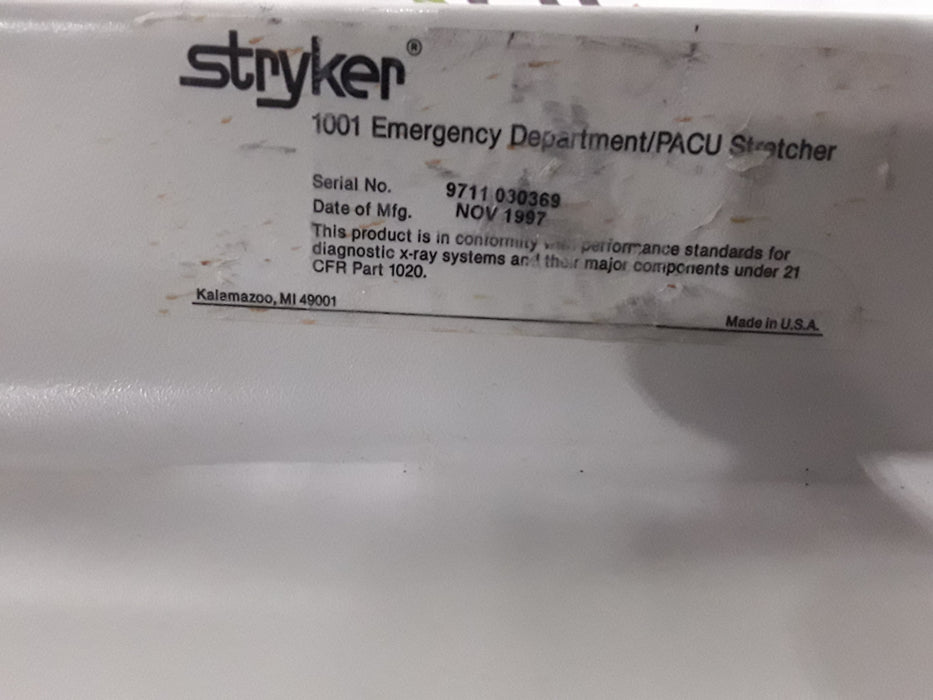 stryker®
1001 Emergency Department/PACU Stretcher
Serial No. 9711 030369
Date of Mfg. NOV 1997
This product is in conformity performance standards for
diagnostic x-ray systems and their major components under 21
CFR Part 1020.
Kalamazoo, MI 49001
Made in U.S.A.